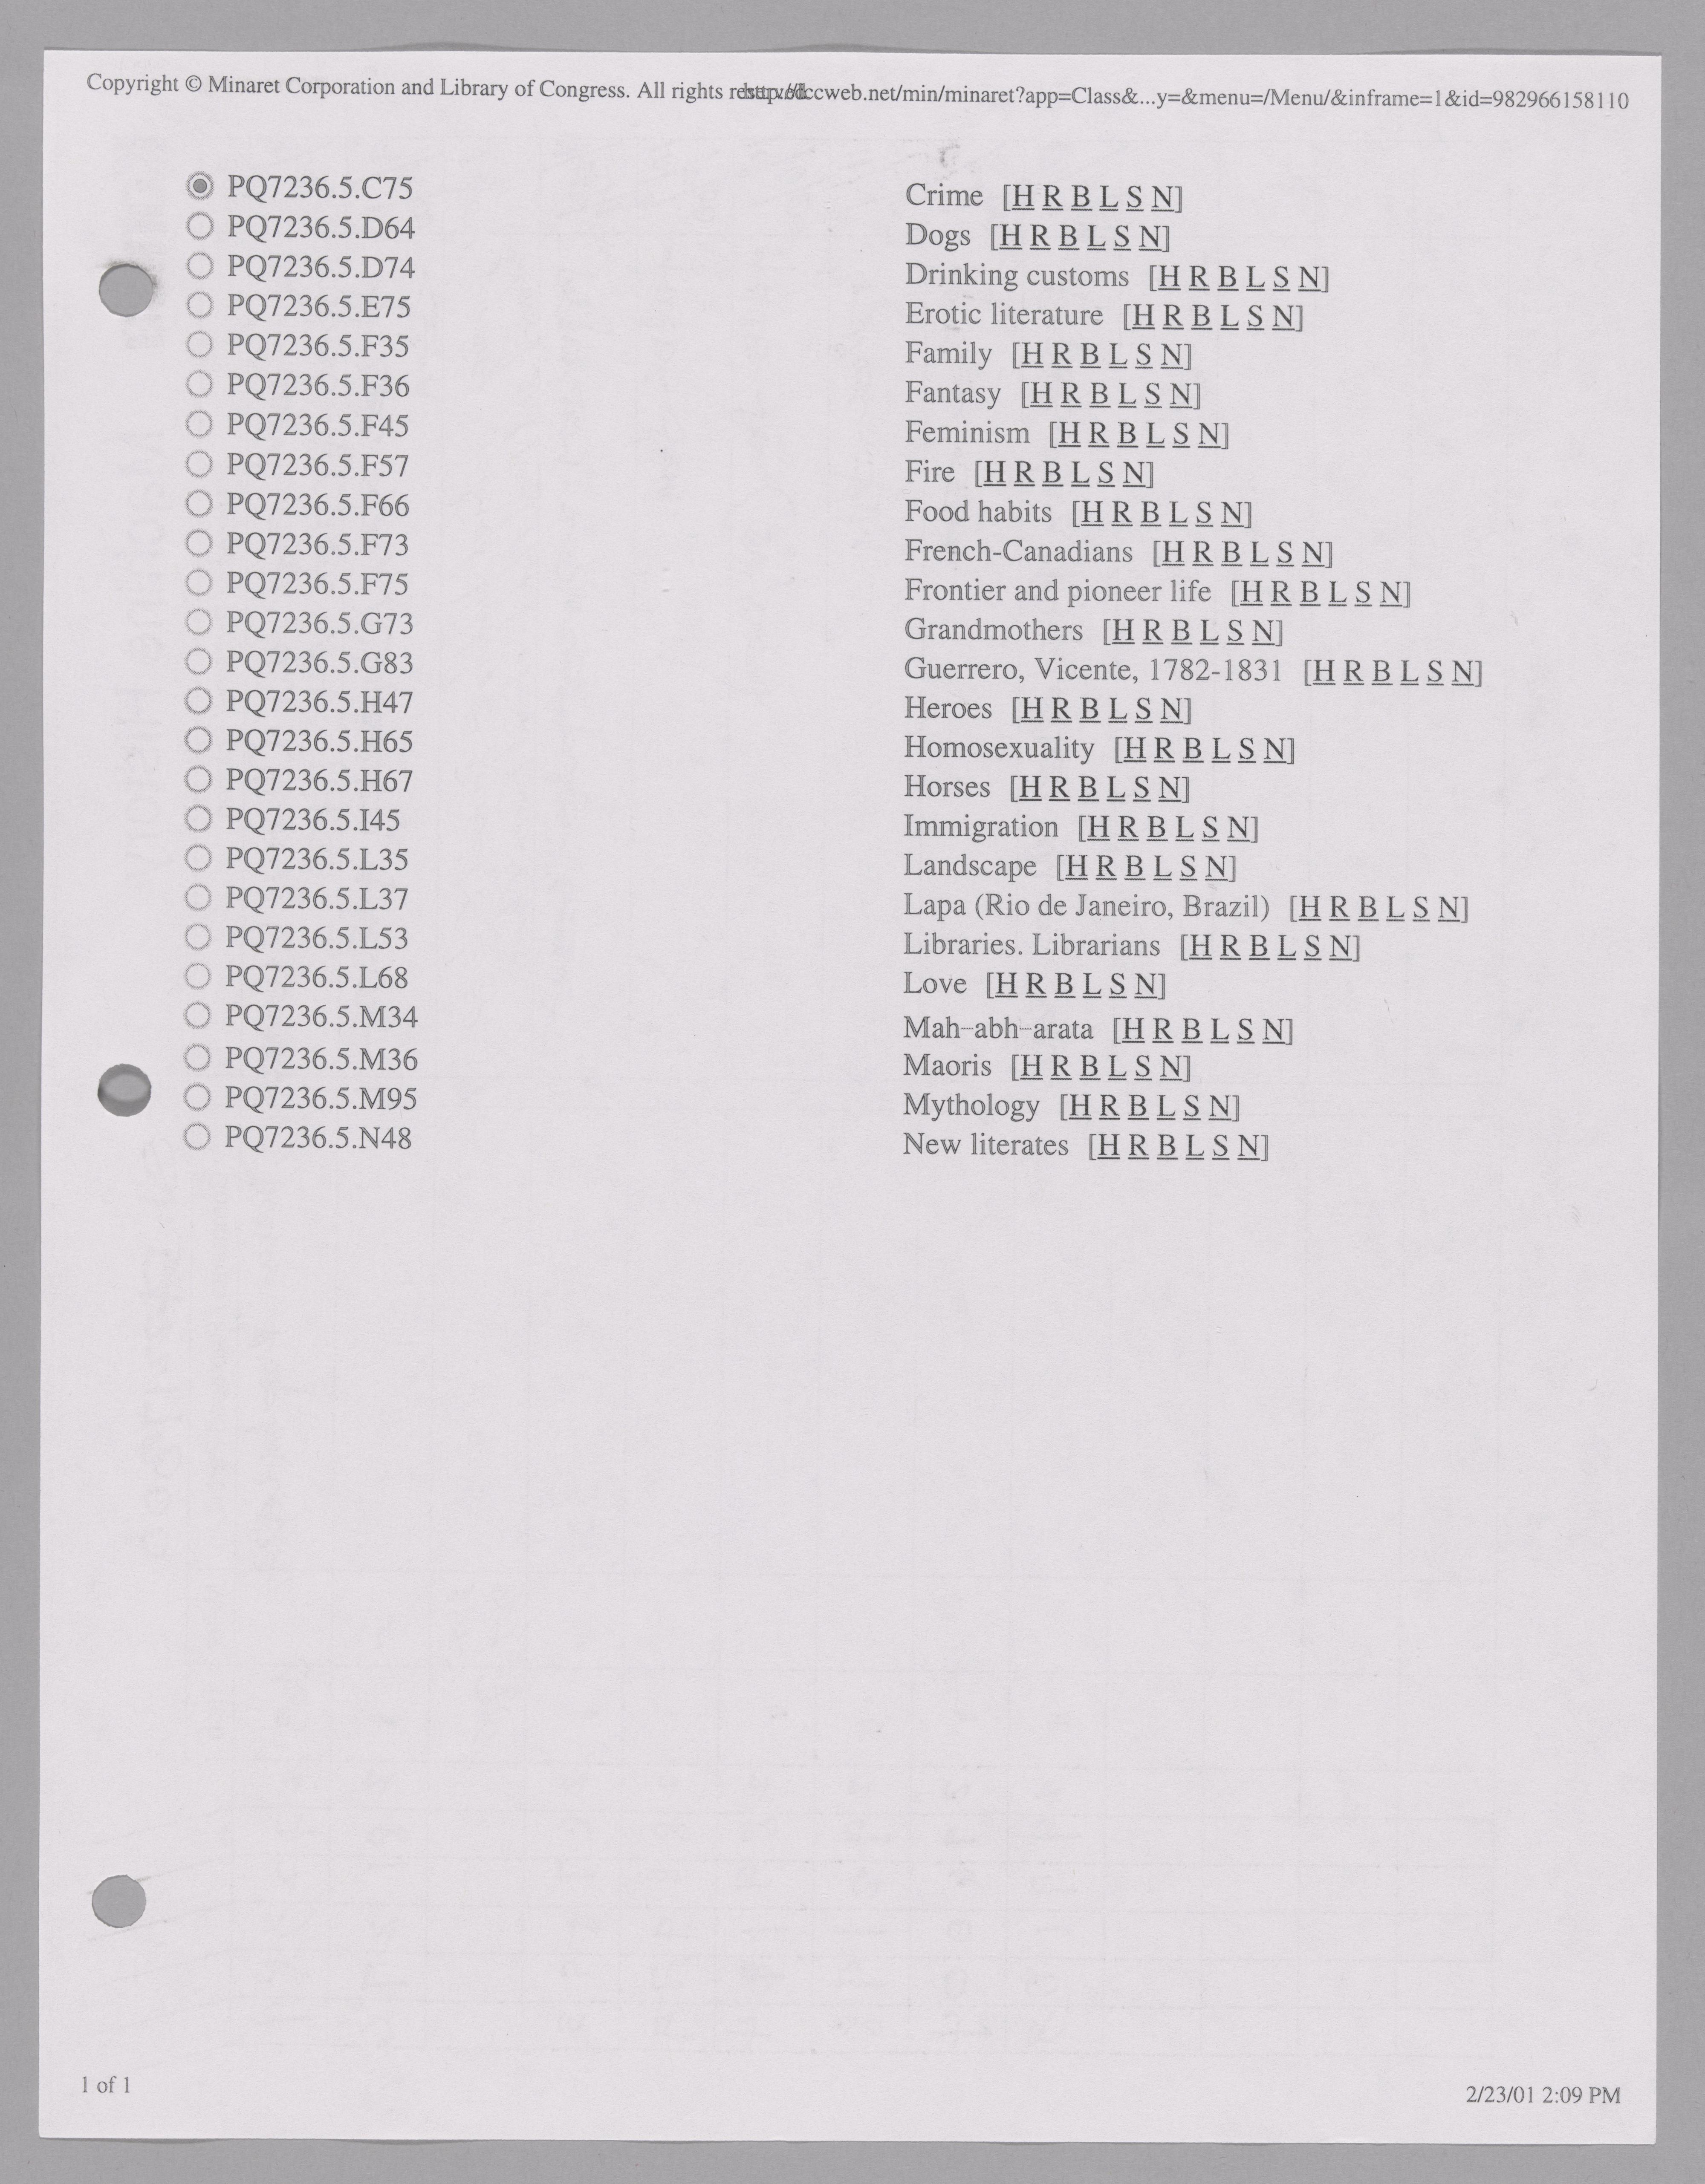 Copyright © Minaret Corporation and Library of Congress. All rights reserved. http://dccweb.net/min/minaret?app=Class&...y=&menu=/Menu/&inframe=1&id=982966158110
PQ7236.5.C75 Crime [H R B L S N]
PQ7236.5.D64 Dogs [H R B L S N]
PQ7236.5.D74 Drinking customs [H R B L S N]
PQ7236.5.E75 Erotic literature [H R B L S N]
PQ7236.5.F35 Family [H R B L S N]
PQ7236.5.F36 Fantasy [H R B L S N]
PQ7236.5.F45 Feminism [H R B L S N]
PQ7236.5.F57 Fire [H R B L S N]
PQ7236.5.F66 Food habits [H R B L S N]
PQ7236.5.F73 French-Canadians [H R B L S N]
PQ7236.5.F75 Frontier and pioneer life [H R B L S N]
PQ7236.5.G73 Grandmothers [H R B L S N]
PQ7236.5.G83 Guerrero, Vicente, 1782-1831 [H R B L S N]
PQ7236.5.H47 Heroes [H R B L S N]
PQ7236.5.H65 Homosexuality [H R B L S N]
PQ7236.5.H67 Horses [H R B L S N]
PQ7236.5.I45 Immigration [H R B L S N]
PQ7236.5.L35 Landscape [H R B L S N]
PQ7236.5.L37 Lapa (Rio de Janeiro, Brazil) [H R B L S N]
PQ7236.5.L53 Libraries. Librarians [H R B L S N]
PQ7236.5.L68 Love [H R B L S N]
PQ7236.5.M34 Mah-abh-arata [H R B L S N]
PQ7236.5.M36 Maoris [H R B L S N]
PQ7236.5.M95 Mythology [H R B L S N]
PQ7236.5.N48 New literates [H R B L S N]
1 of 1 2/23/01 2:09 PM